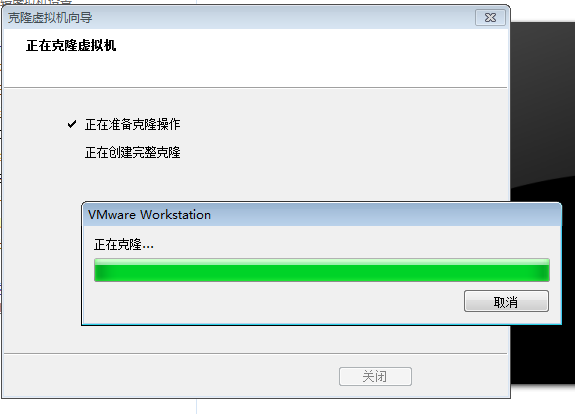 克隆虚拟机向导
正在克隆虚拟机
正在准备克隆操作
正在创建完整克隆
VMware Workstation
正在克隆...
取消
关闭